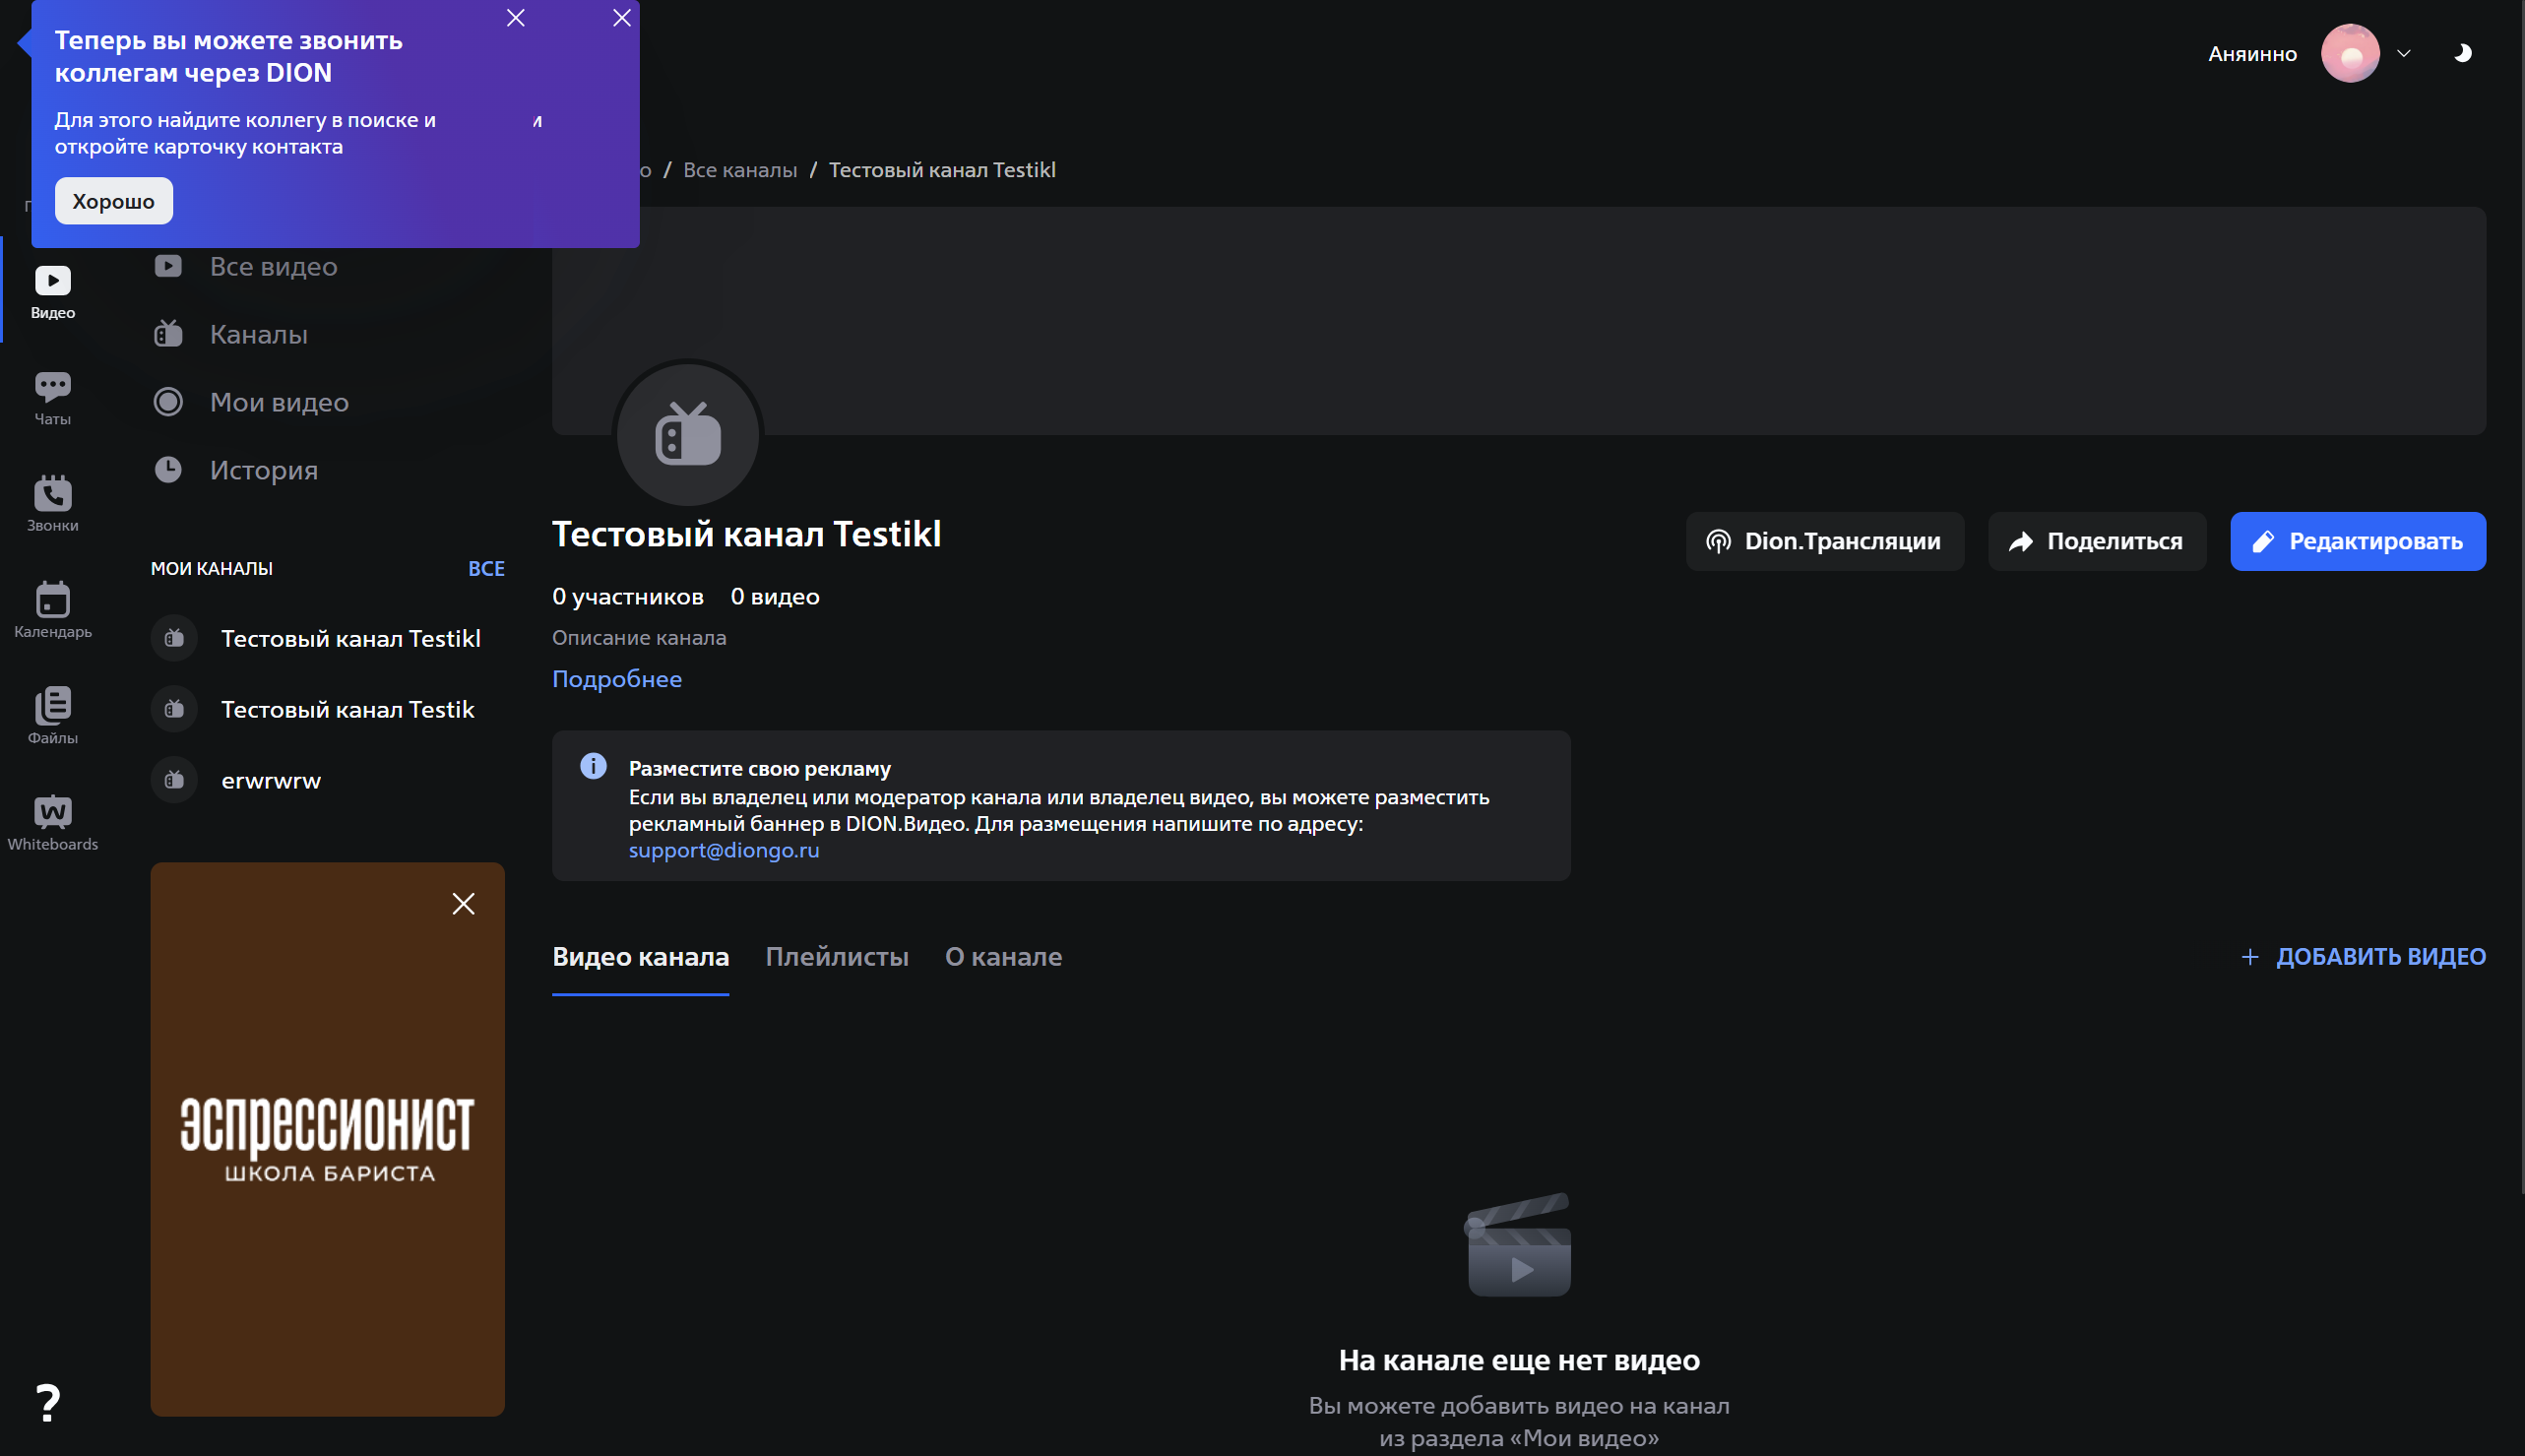 Теперь вы можете звонить
коллегам через DION
Для этого найдите коллегу в поиске и
откройте карточку контакта
Хорошо
и
Аняинно
о / Все каналы / Тестовый канал Testikl
Видео
Чаты
Звонки
Календарь
Файлы
Whiteboards
Все видео
Каналы
Мои видео
История
МОИ КАНАЛЫ ВСЕ
Тестовый канал Testikl
Тестовый канал Testik
erwrwrw
ЭСПРЕССИОНИСТ
ШКОЛА БАРИСТА
?
Тестовый канал Testikl
Dion.Трансляции Поделиться Редактировать
0 участников 0 видео
Описание канала
Подробнее
Разместите свою рекламу
Если вы владелец или модератор канала или владелец видео, вы можете разместить
рекламный баннер в DION.Видео. Для размещения напишите по адресу:
support@diongo.ru
Видео канала Плейлисты О канале
+ ДОБАВИТЬ ВИДЕО
На канале еще нет видео
Вы можете добавить видео на канал
из раздела «Мои видео»